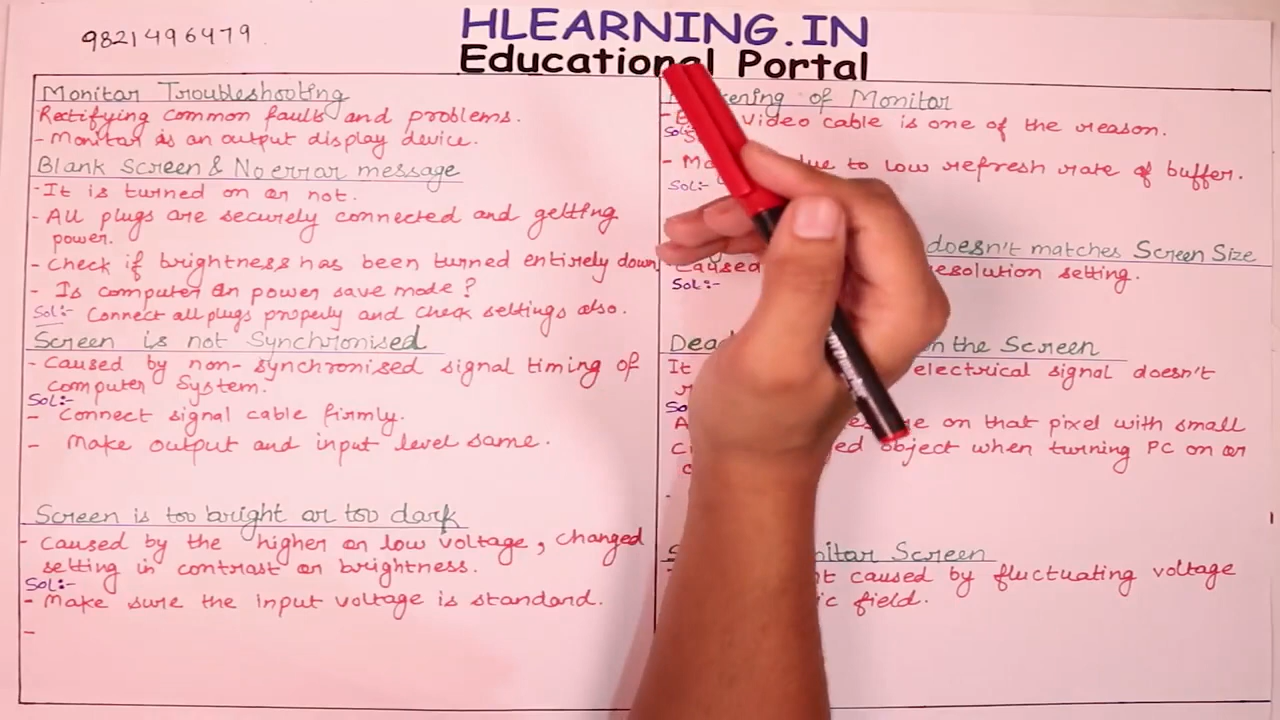 9821496479
HLEARNING.IN
Educational Portal
Monitor Troubleshooting
Rectifying common faults and problems.
- Monitor is an output display device.
Blank Screen & No error message
- It is turned on or not.
- All plugs are securely connected and getting
power.
- Check if brightness has been turned entirely down
- Is computer in power save mode?
Sol:- Connect all plugs properly and check settings also.
Screen is not Synchronised
- Caused by non-synchronised signal timing of
computer System.
Sol:-
- Connect signal cable firmly.
- Make output and input level same.
Screen is too bright or too dark
- Caused by the higher or low voltage, changed
setting in contrast or brightness.
Sol:-
- Make sure the input voltage is standard.
-
of Monitor
video cable is one of the reason.
Sol:-
- due to low refresh rate of buffer.
Sol:-
doesn't matches Screen Size
Caused esolution setting.
Sol:-
Dead on the Screen
It electrical signal doesn't
on that pixel with small
object when turning PC on or
Screen
caused by fluctuating voltage
field.